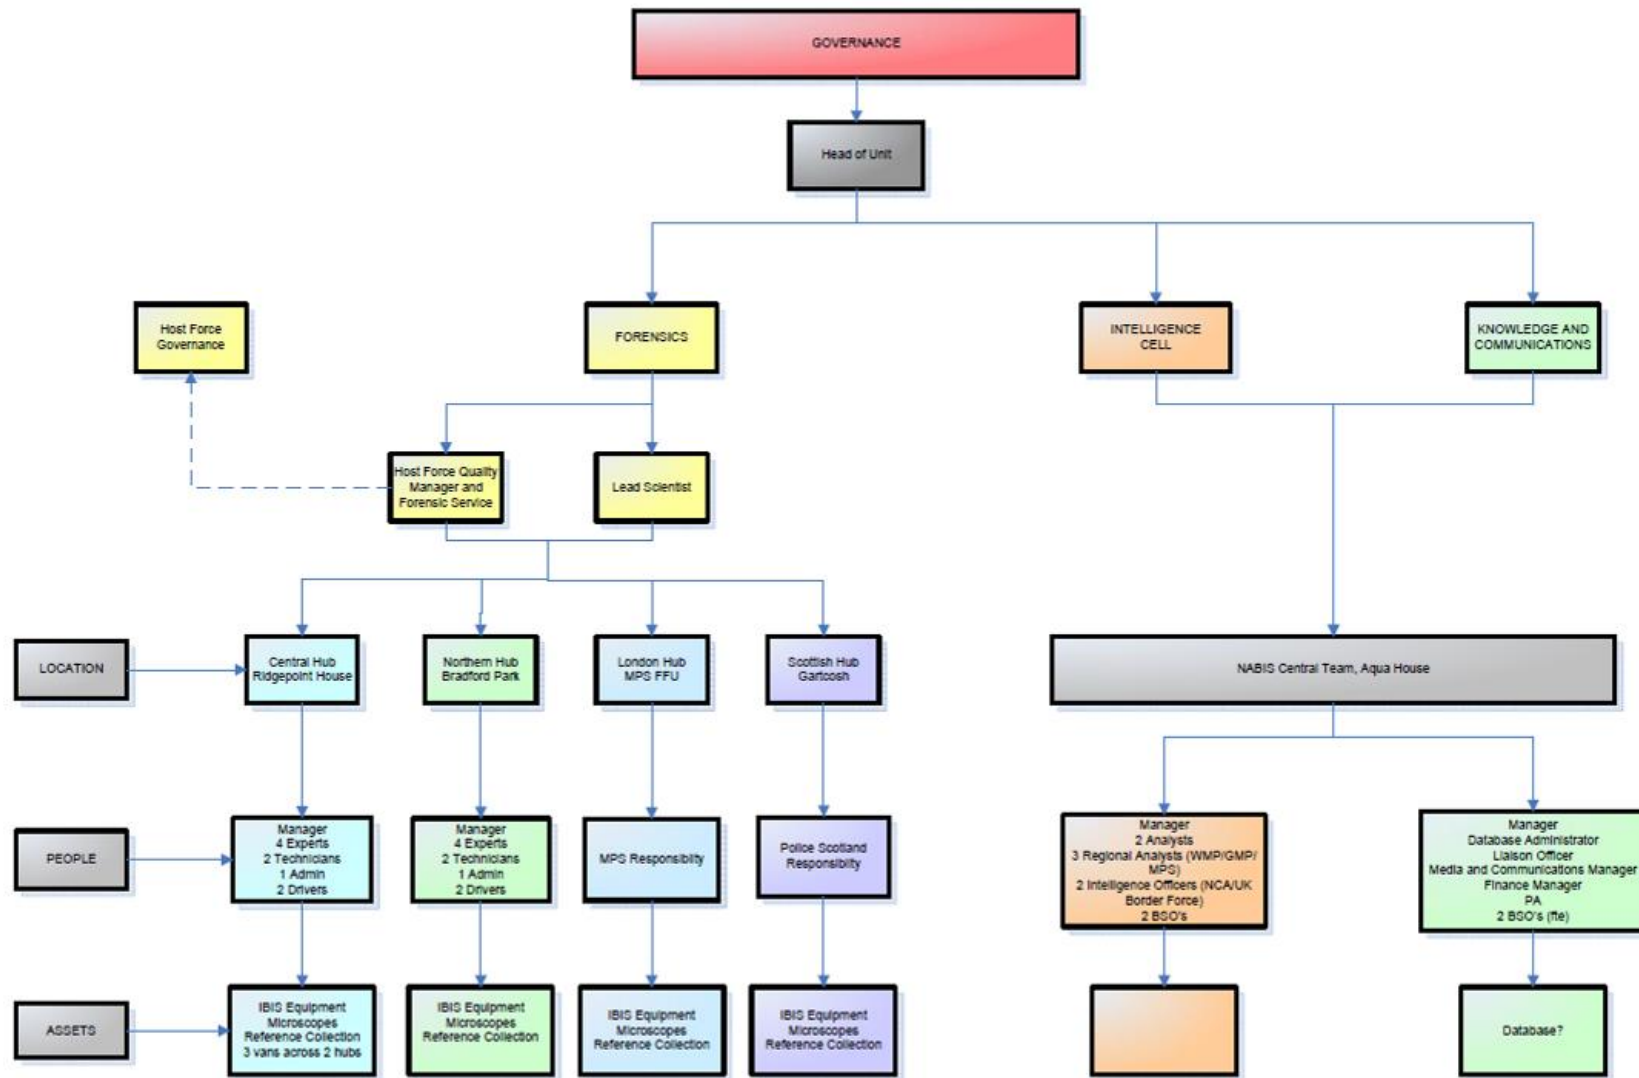 GOVERNANCE
Head of Unit
Host Force
Governance
FORENSICS
INTELLIGENCE
CELL
KNOWLEDGE AND
COMMUNICATIONS
Host Force Quality
Manager and
Forensic Service
Lead Scientist
LOCATION
Central Hub
Ridgepoint House
Northern Hub
Bradford Park
London Hub
MPS FFU
Scottish Hub
Gartcosh
NABIS Central Team, Aqua House
PEOPLE
Manager
4 Experts
2 Technicians
1 Admin
2 Drivers
Manager
4 Experts
2 Technicians
1 Admin
2 Drivers
MPS Responsibility
Police Scotland
Responsibility
Manager
2 Analysts
3 Regional Analysts (WMP/GMP/
MPS)
2 Intelligence Officers (NCA/UK
Border Force)
2 BSO's
Manager
Database Administrator
Liaison Officer
Media and Communications Manager
Finance Manager
PA
2 BSO's (fte)
ASSETS
IBIS Equipment
Microscopes
Reference Collection
3 vans across 2 hubs
IBIS Equipment
Microscopes
Reference Collection
IBIS Equipment
Microscopes
Reference Collection
IBIS Equipment
Microscopes
Reference Collection
Database?